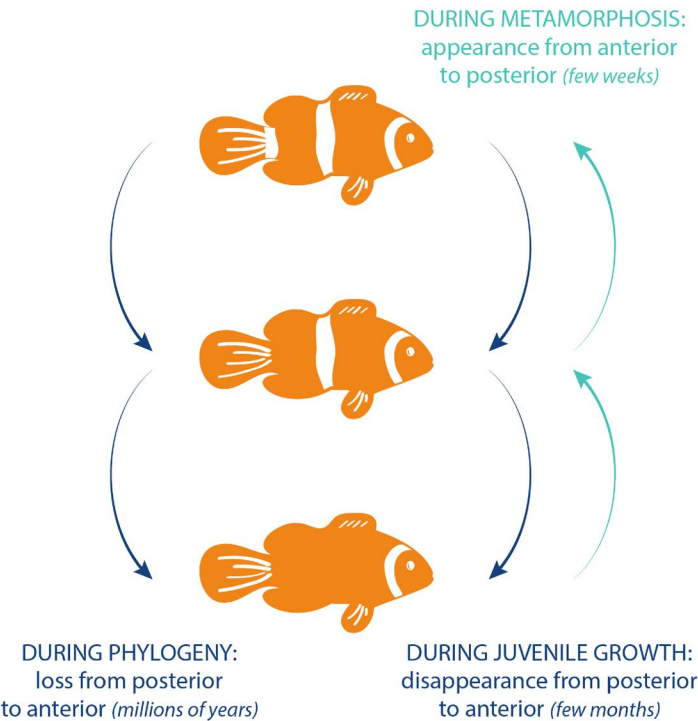 DURING METAMORPHOSIS:
appearance from anterior
to posterior (few weeks)
DURING PHYLOGENY:
loss from posterior
to anterior (millions of years)
DURING JUVENILE GROWTH:
disappearance from posterior
to anterior (few months)